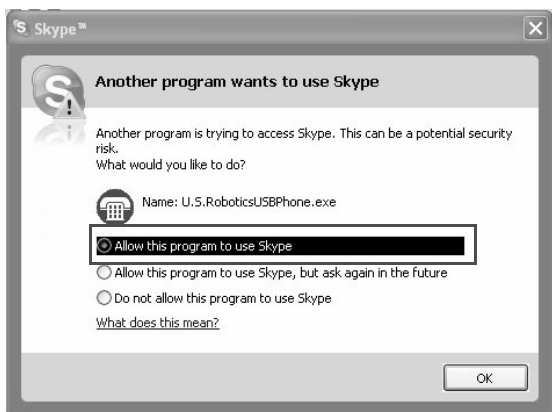 Skype™
Another program wants to use Skype
Another program is trying to access Skype. This can be a potential security
risk.
What would you like to do?
Name: U.S.RoboticsUSBPhone.exe
Allow this program to use Skype
Allow this program to use Skype, but ask again in the future
Do not allow this program to use Skype
What does this mean?
OK